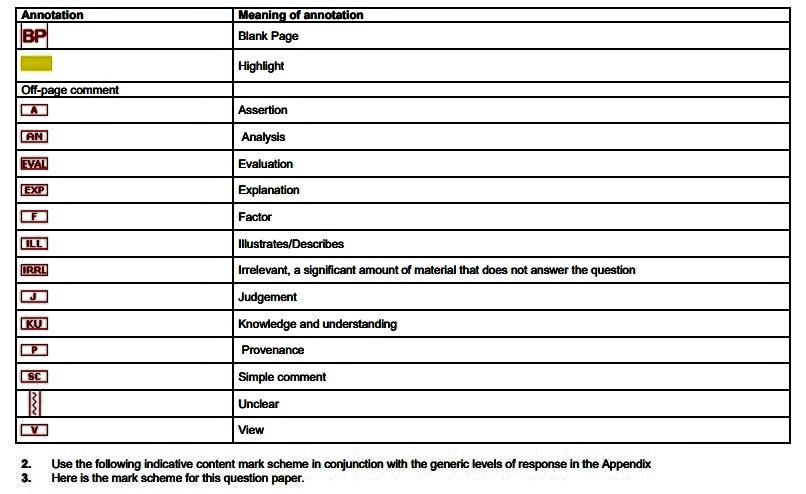 Annotation Meaning of annotation
BP Blank Page
Highlight
Off-page comment
A Assertion
AN Analysis
EVAL Evaluation
EXP Explanation
F Factor
ILL Illustrates/Describes
IRRL Irrelevant, a significant amount of material that does not answer the question
J Judgement
KU Knowledge and understanding
P Provenance
SC Simple comment
Unclear
V View
2. Use the following indicative content mark scheme in conjunction with the generic levels of response in the Appendix
3. Here is the mark scheme for this question paper.